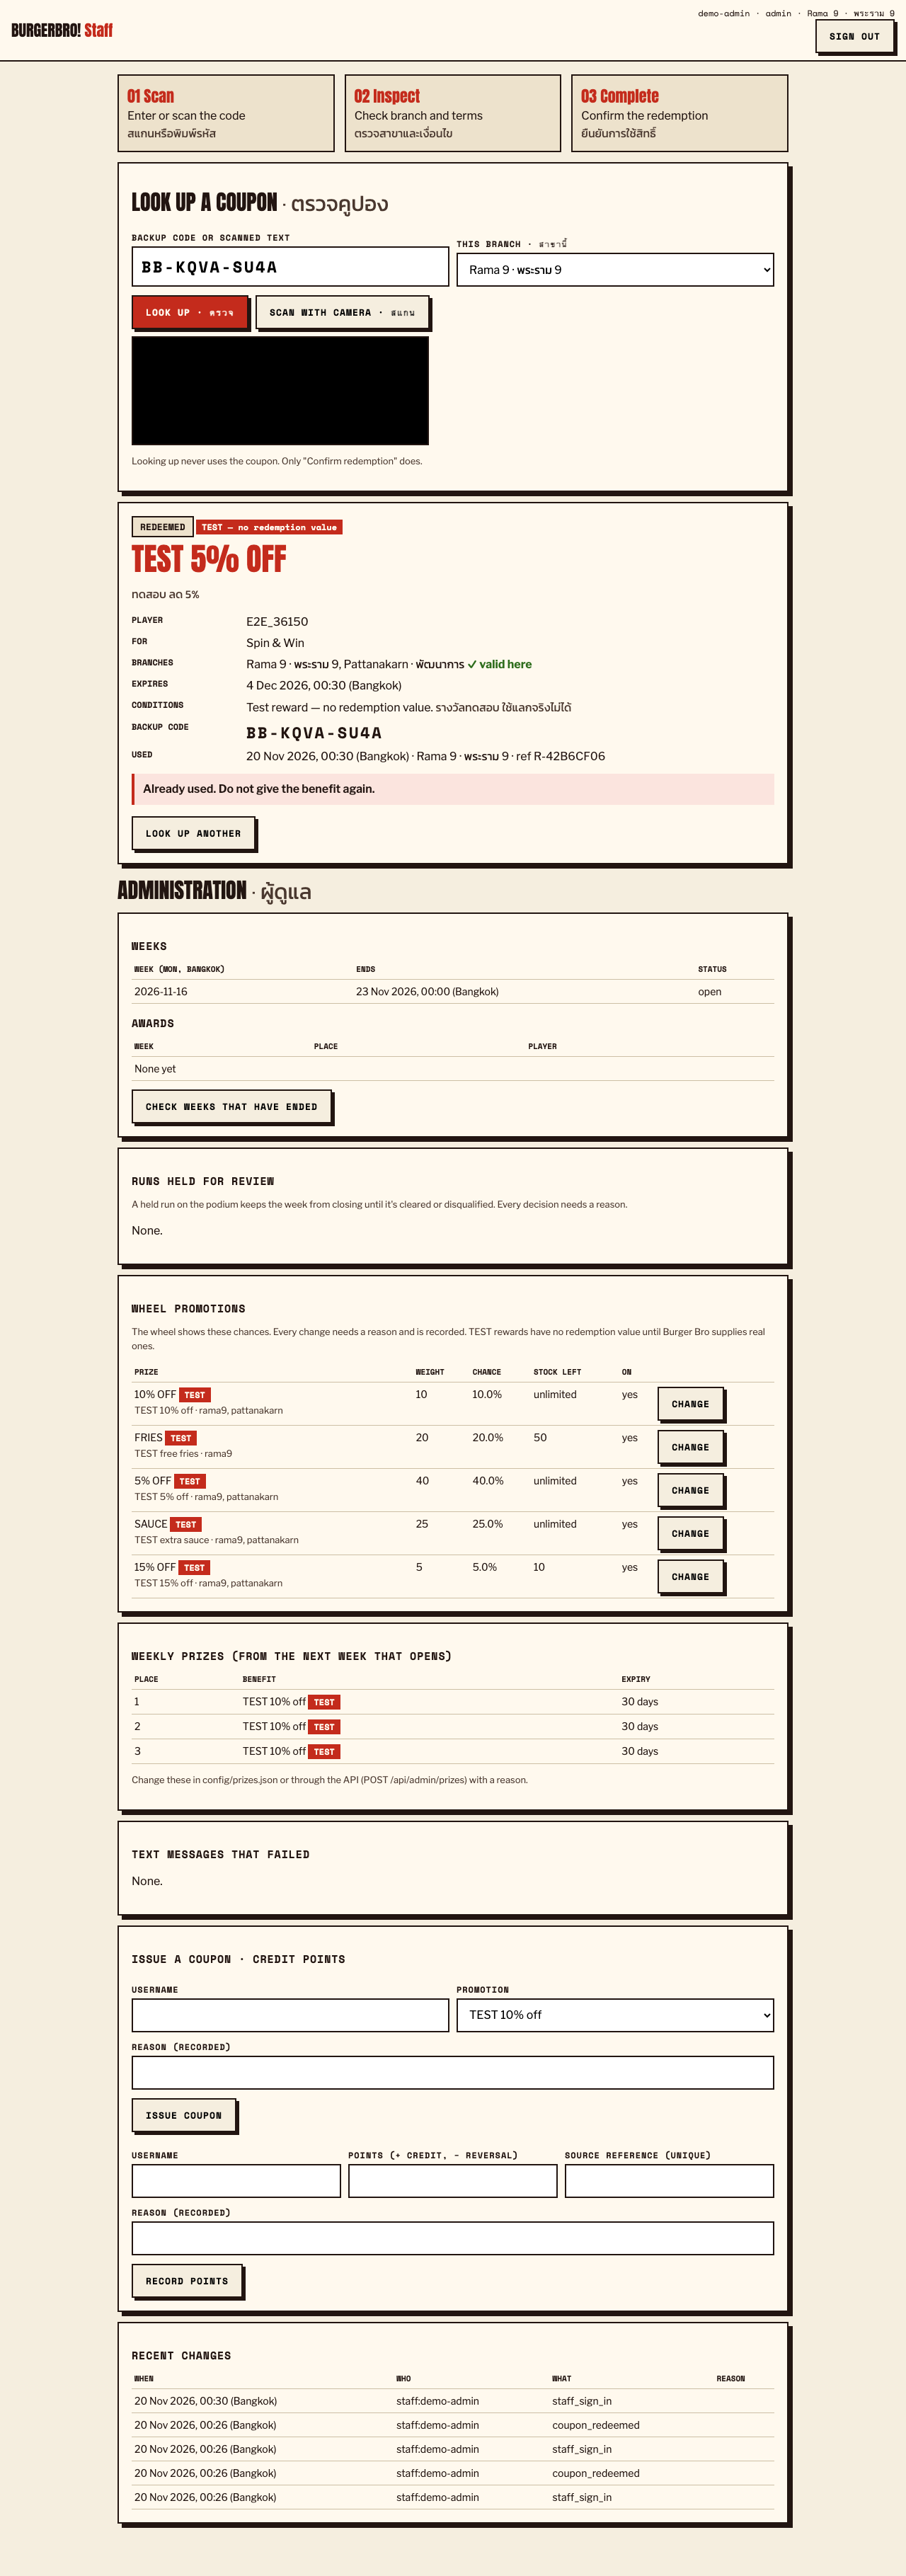 BURGERBRO! Staff
demo-admin · admin · Rama 9 · พระราม 9
SIGN OUT
01 Scan
Enter or scan the code
สแกนหรือพิมพ์รหัส
02 Inspect
Check branch and terms
ตรวจสาขาและเงื่อนไข
03 Complete
Confirm the redemption
ยืนยันการใช้สิทธิ์
LOOK UP A COUPON · ตรวจคูปอง
BACKUP CODE OR SCANNED TEXT
BB-KQVA-SU4A
THIS BRANCH · สาขานี้
Rama 9 · พระราม 9
LOOK UP · ตรวจ
SCAN WITH CAMERA · สแกน
Looking up never uses the coupon. Only "Confirm redemption" does.
REDEEMED TEST — no redemption value
TEST 5% OFF
ทดสอบ ลด 5%
PLAYER E2E_36150
FOR Spin & Win
BRANCHES Rama 9 · พระราม 9, Pattanakarn · พัฒนาการ ✓ valid here
EXPIRES 4 Dec 2026, 00:30 (Bangkok)
CONDITIONS Test reward — no redemption value. รางวัลทดสอบ ใช้แลกจริงไม่ได้
BACKUP CODE BB-KQVA-SU4A
USED 20 Nov 2026, 00:30 (Bangkok) · Rama 9 · พระราม 9 · ref R-42B6CF06
Already used. Do not give the benefit again.
LOOK UP ANOTHER
ADMINISTRATION · ผู้ดูแล
WEEKS
WEEK (MON, BANGKOK) ENDS STATUS
2026-11-16 23 Nov 2026, 00:00 (Bangkok) open
AWARDS
WEEK PLACE PLAYER
None yet
CHECK WEEKS THAT HAVE ENDED
RUNS HELD FOR REVIEW
A held run on the podium keeps the week from closing until it's cleared or disqualified. Every decision needs a reason.
None.
WHEEL PROMOTIONS
The wheel shows these chances. Every change needs a reason and is recorded. TEST rewards have no redemption value until Burger Bro supplies real
ones.
PRIZE WEIGHT CHANCE STOCK LEFT ON
10% OFF TEST 10 10.0% unlimited yes CHANGE
TEST 10% off · rama9, pattanakarn
FRIES TEST 20 20.0% 50 yes CHANGE
TEST free fries · rama9
5% OFF TEST 40 40.0% unlimited yes CHANGE
TEST 5% off · rama9, pattanakarn
SAUCE TEST 25 25.0% unlimited yes CHANGE
TEST extra sauce · rama9, pattanakarn
15% OFF TEST 5 5.0% 10 yes CHANGE
TEST 15% off · rama9, pattanakarn
WEEKLY PRIZES (FROM THE NEXT WEEK THAT OPENS)
PLACE BENEFIT EXPIRY
1 TEST 10% off TEST 30 days
2 TEST 10% off TEST 30 days
3 TEST 10% off TEST 30 days
Change these in config/prizes.json or through the API (POST /api/admin/prizes) with a reason.
TEXT MESSAGES THAT FAILED
None.
ISSUE A COUPON · CREDIT POINTS
USERNAME PROMOTION
TEST 10% off
REASON (RECORDED)
ISSUE COUPON
USERNAME POINTS (+ CREDIT, − REVERSAL) SOURCE REFERENCE (UNIQUE)
REASON (RECORDED)
RECORD POINTS
RECENT CHANGES
WHEN WHO WHAT REASON
20 Nov 2026, 00:30 (Bangkok) staff:demo-admin staff_sign_in
20 Nov 2026, 00:26 (Bangkok) staff:demo-admin coupon_redeemed
20 Nov 2026, 00:26 (Bangkok) staff:demo-admin staff_sign_in
20 Nov 2026, 00:26 (Bangkok) staff:demo-admin coupon_redeemed
20 Nov 2026, 00:26 (Bangkok) staff:demo-admin staff_sign_in